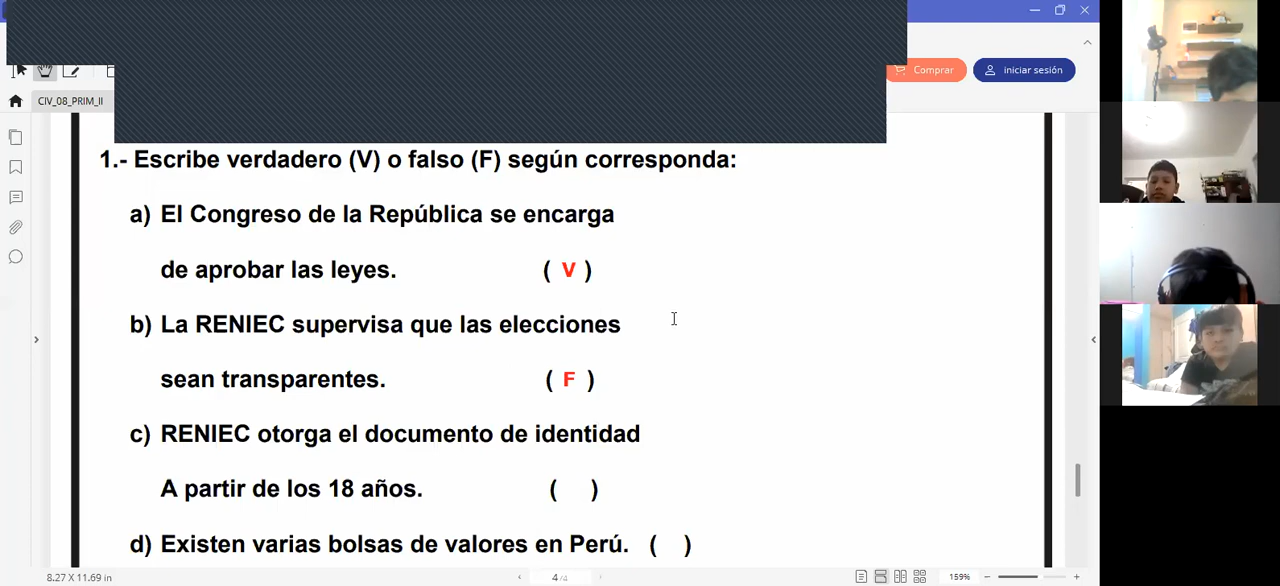 Comprar
iniciar sesión
CIV_08_PRIM_II
1.- Escribe verdadero (V) o falso (F) según corresponda:
a) El Congreso de la República se encarga
de aprobar las leyes. ( V )
b) La RENIEC supervisa que las elecciones
sean transparentes. ( F )
c) RENIEC otorga el documento de identidad
A partir de los 18 años. ( )
d) Existen varias bolsas de valores en Perú. ( )
8.27 X 11.69 in
4 /4
159%